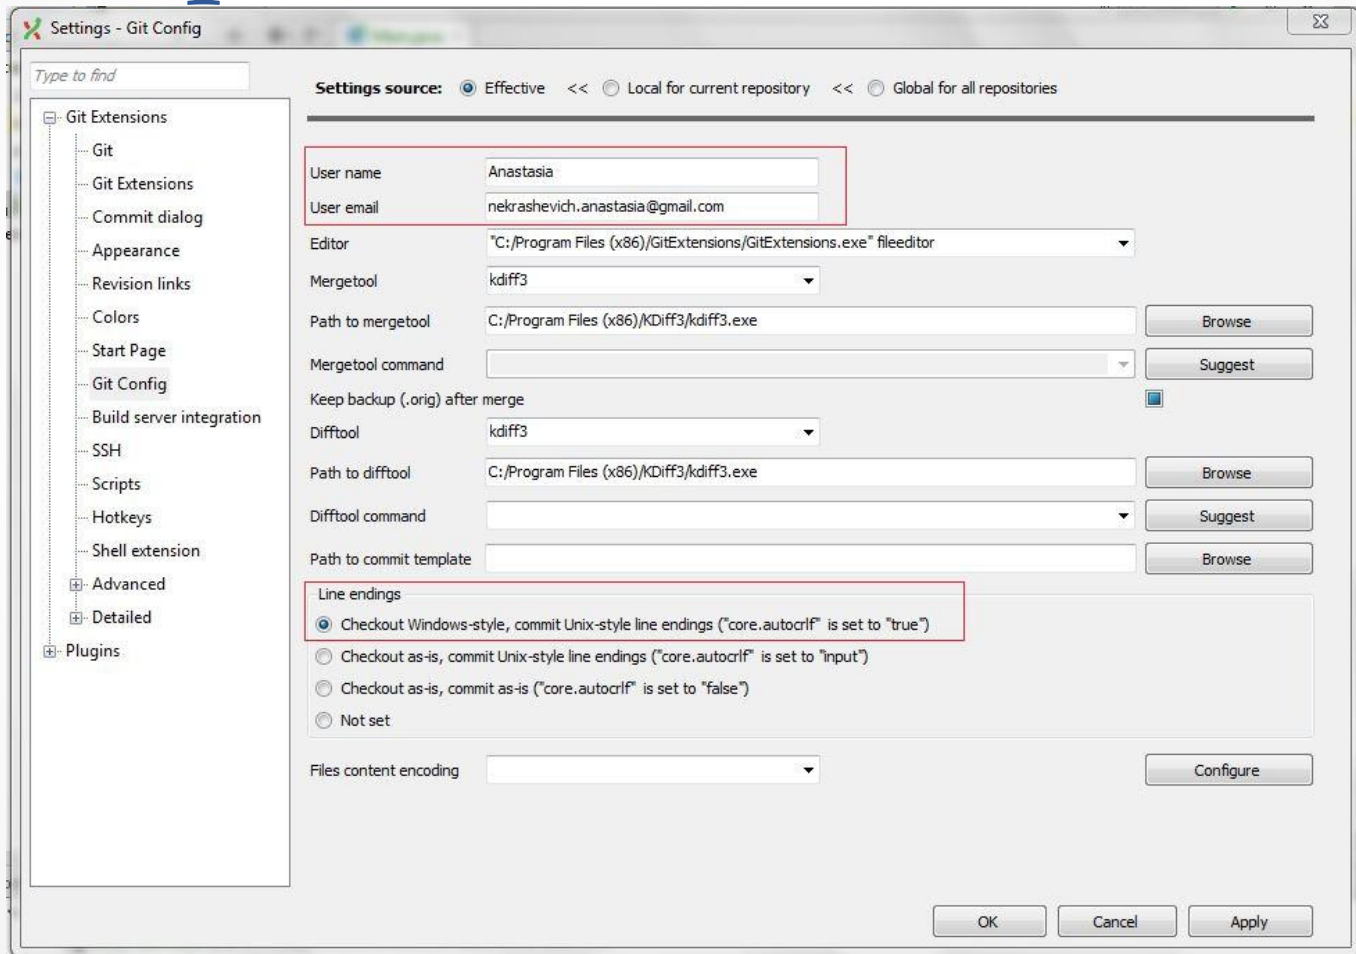 Settings - Git Config
Type to find
Settings source: Effective << Local for current repository << Global for all repositories
Git Extensions
Git
Git Extensions
Commit dialog
Appearance
Revision links
Colors
Start Page
Git Config
Build server integration
SSH
Scripts
Hotkeys
Shell extension
Advanced
Detailed
Plugins
User name Anastasia
User email nekrashevich.anastasia@gmail.com
Editor "C:/Program Files (x86)/GitExtensions/GitExtensions.exe" fileeditor
Mergetool kdiff3
Path to mergetool C:/Program Files (x86)/KDiff3/kdiff3.exe Browse
Mergetool command Suggest
Keep backup (.orig) after merge
Difftool kdiff3
Path to difftool C:/Program Files (x86)/KDiff3/kdiff3.exe Browse
Difftool command Suggest
Path to commit template Browse
Line endings
Checkout Windows-style, commit Unix-style line endings ("core.autocrlf" is set to "true")
Checkout as-is, commit Unix-style line endings ("core.autocrlf" is set to "input")
Checkout as-is, commit as-is ("core.autocrlf" is set to "false")
Not set
Files content encoding Configure
OK Cancel Apply